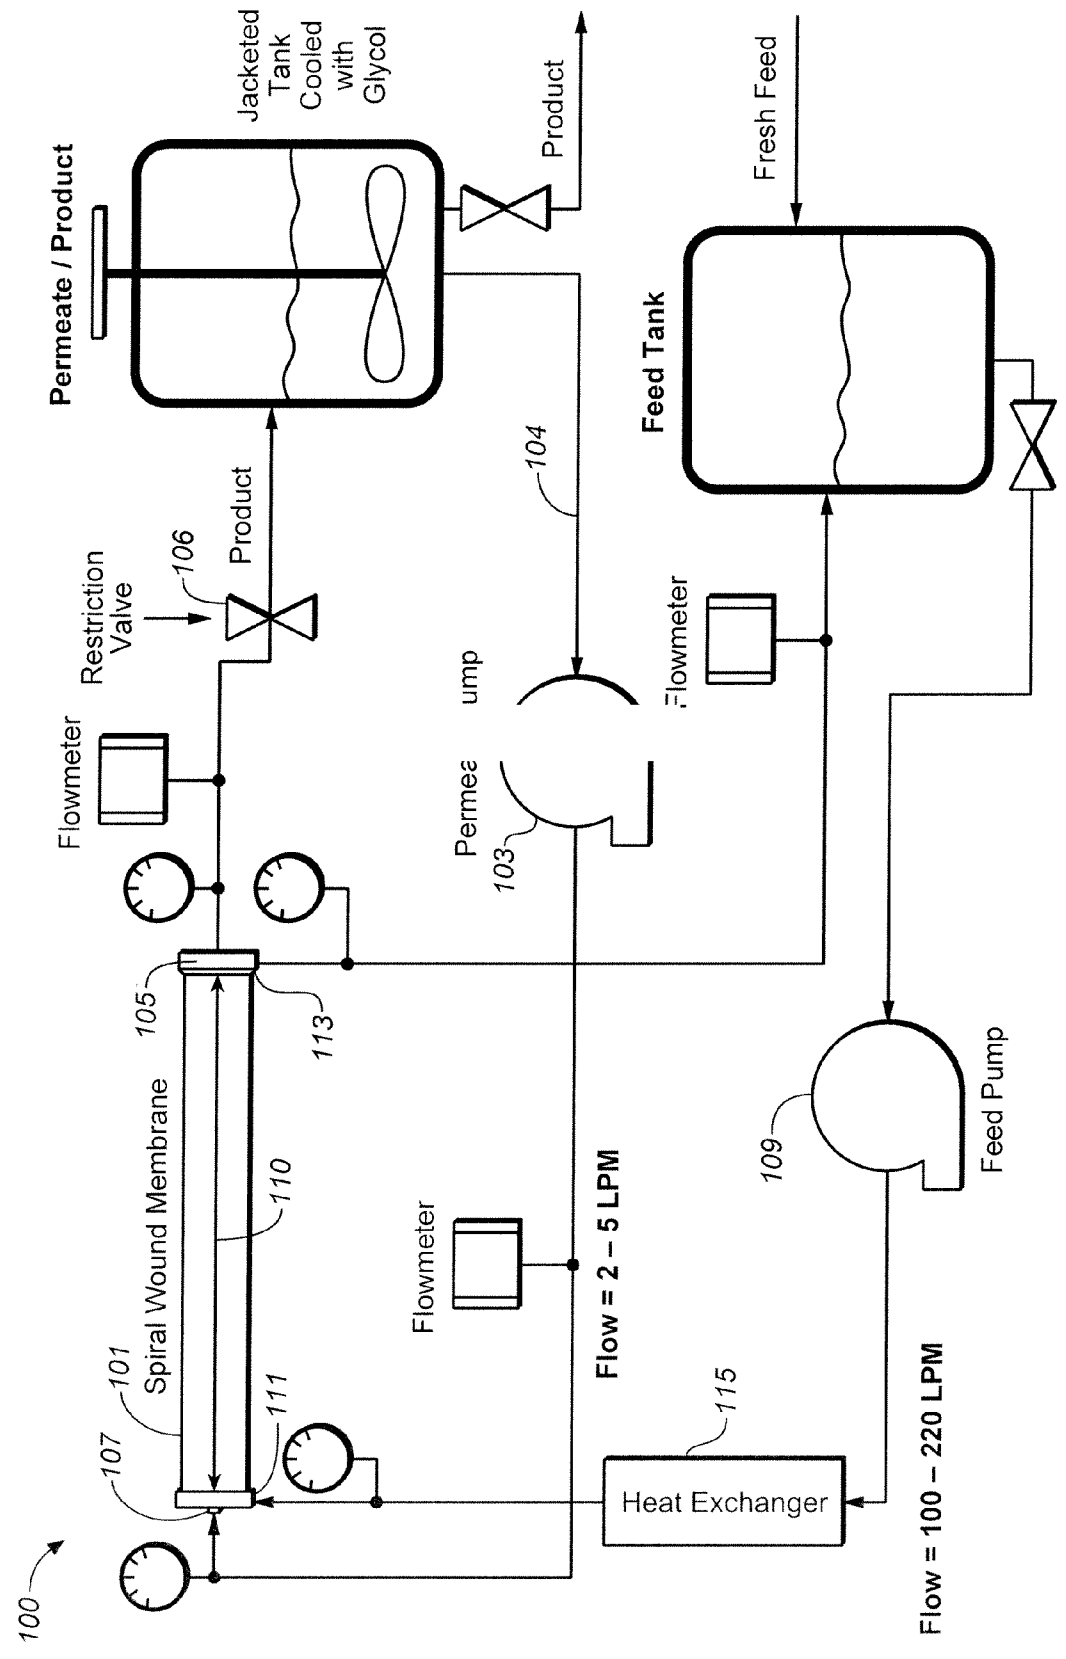 100
107
101
Spiral Wound Membrane
111
110
105
113
Flowmeter
Restriction
Valve
106
Product
Permeate / Product
Jacketed
Tank
Cooled
with
Glycol
Product
104
103
Flowmeter
Flow = 2 – 5 LPM
Flowmeter
Feed Tank
Fresh Feed
115
Heat Exchanger
109
Feed Pump
Flow = 100 – 220 LPM